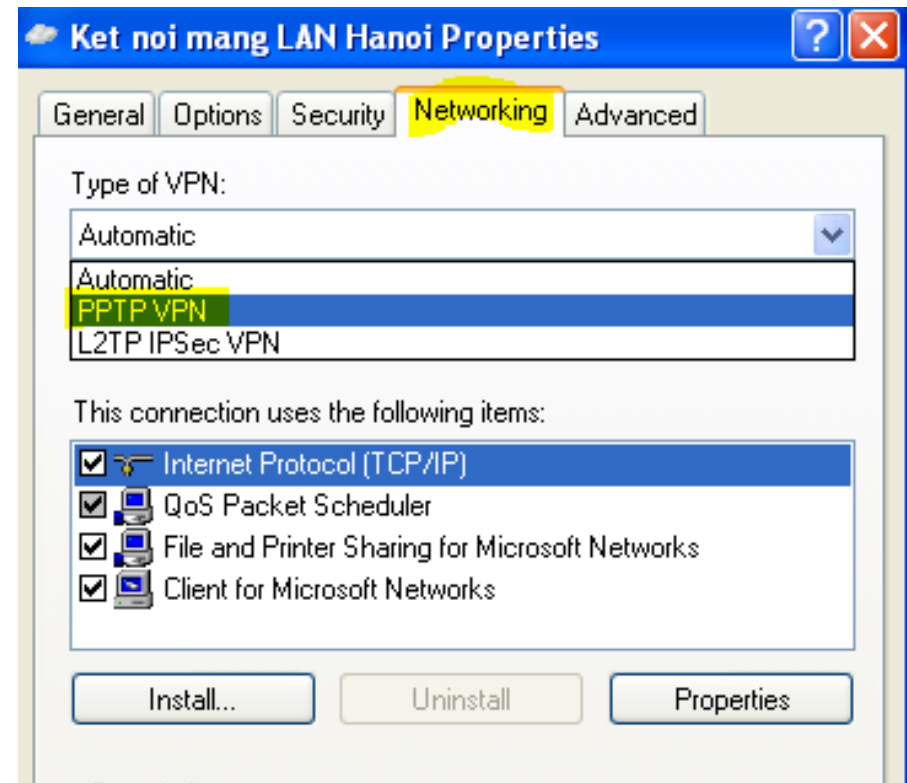 Ket noi mang LAN Hanoi Properties
General Options Security Networking Advanced
Type of VPN:
Automatic
Automatic
PPTP VPN
L2TP IPSec VPN
This connection uses the following items:
Internet Protocol (TCP/IP)
QoS Packet Scheduler
File and Printer Sharing for Microsoft Networks
Client for Microsoft Networks
Install... Uninstall Properties